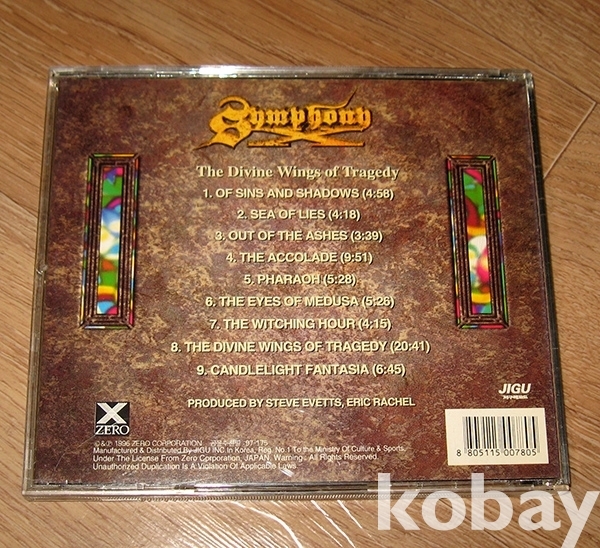 Symphony X
The Divine Wings of Tragedy
1. OF SINS AND SHADOWS (4:58)
2. SEA OF LIES (4:18)
3. OUT OF THE ASHES (3:39)
4. THE ACCOLADE (9:51)
5. PHARAOH (5:28)
6. THE EYES OF MEDUSA (5:26)
7. THE WITCHING HOUR (4:15)
8. THE DIVINE WINGS OF TRAGEDY (20:41)
9. CANDLELIGHT FANTASIA (6:45)
PRODUCED BY STEVE EVETTS, ERIC RACHEL
JIGU
X
ZERO
©&℗ 1996 ZERO CORPORATION 97-175
Manufactured & Distributed By JIGU INC.In Korea, Reg. No 1 To the Ministry Of Culture & Sports.
Under The License From Zero Corporation, JAPAN. Warning: All Rights Reserved.
Unauthorized Duplication Is A Violation Of Applicable Laws
8 805115 007805
kobay